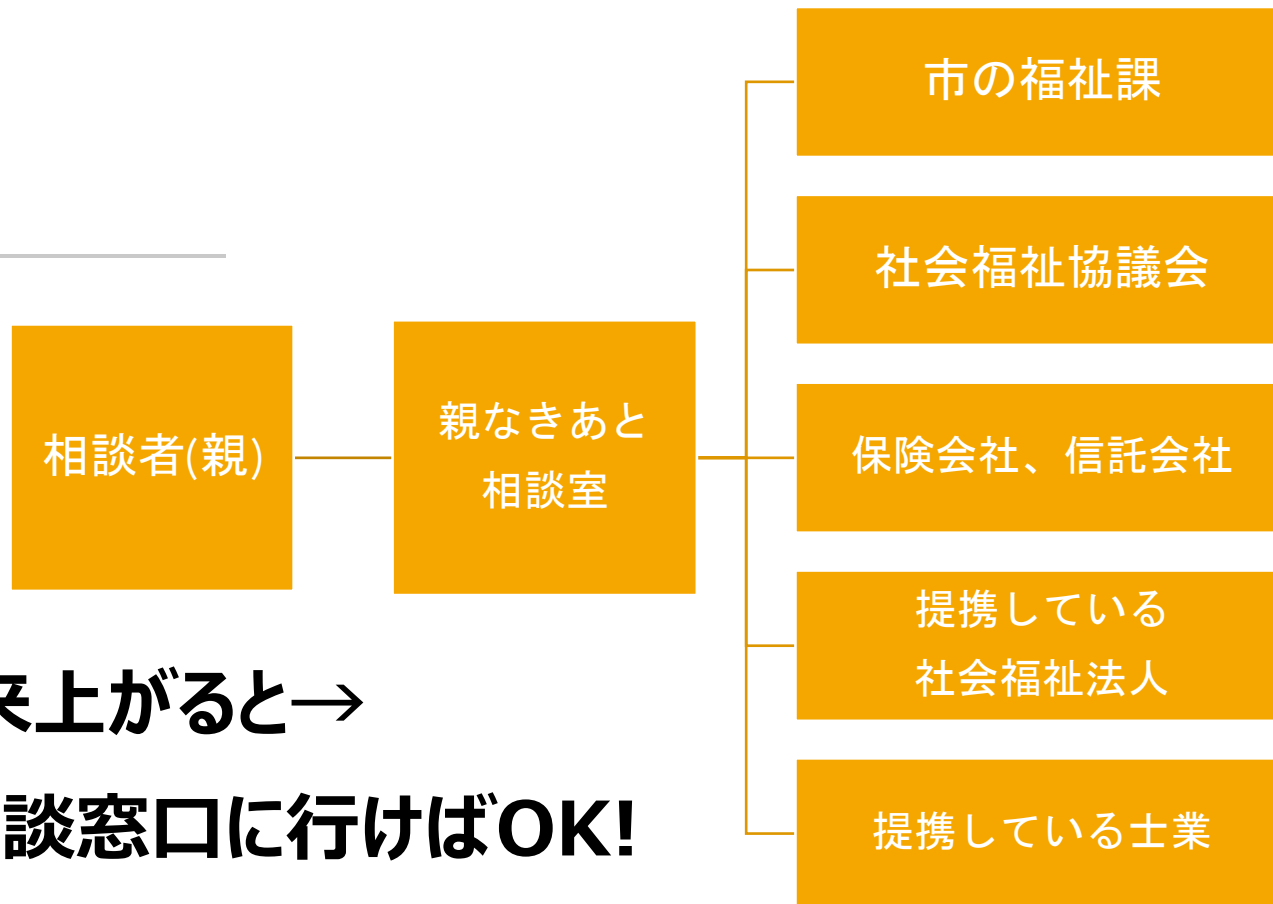 市の福祉課
社会福祉協議会
相談者(親)
親なきあと
相談室
保険会社、信託会社
提携している
社会福祉法人
提携している士業
来上がると→
談窓口に行けばOK!